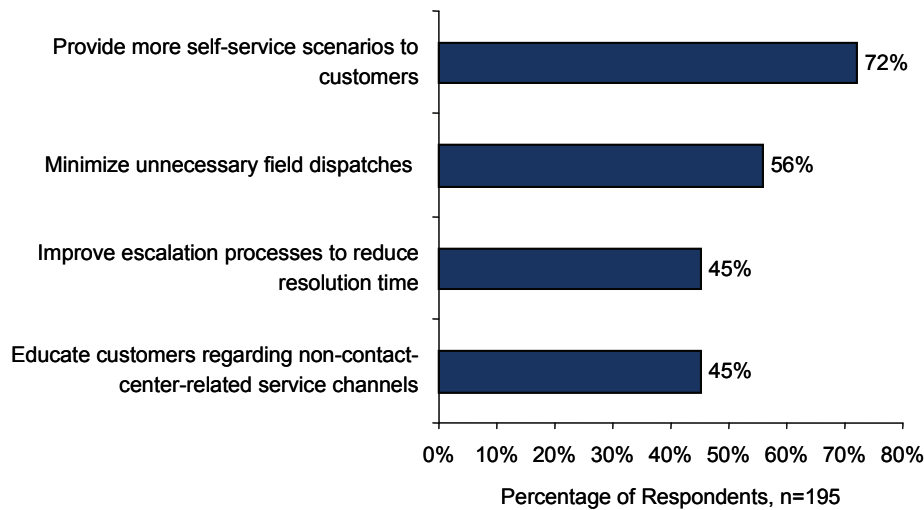 Provide more self-service scenarios to
customers
72%
Minimize unnecessary field dispatches
56%
Improve escalation processes to reduce
resolution time
45%
Educate customers regarding non-contact-
center-related service channels
45%
0% 10% 20% 30% 40% 50% 60% 70% 80%
Percentage of Respondents, n=195